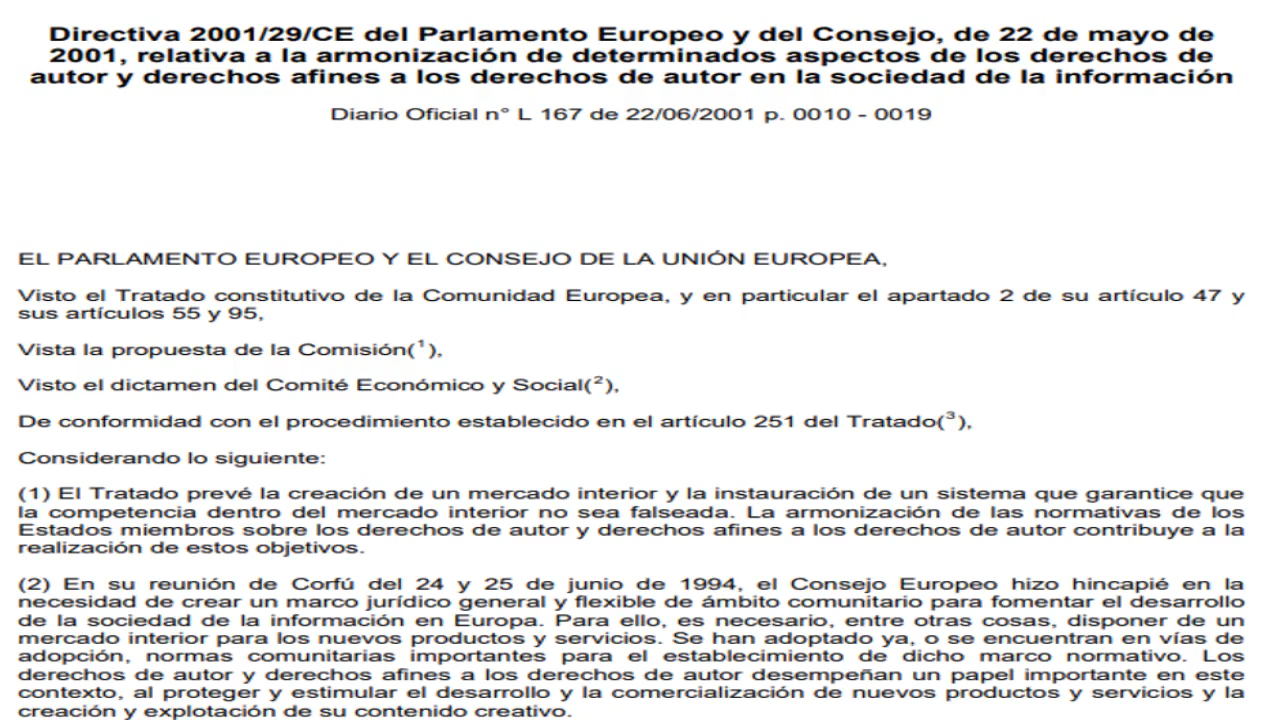 Directiva 2001/29/CE del Parlamento Europeo y del Consejo, de 22 de mayo de
2001, relativa a la armonización de determinados aspectos de los derechos de
autor y derechos afines a los derechos de autor en la sociedad de la información
Diario Oficial n° L 167 de 22/06/2001 p. 0010 - 0019
EL PARLAMENTO EUROPEO Y EL CONSEJO DE LA UNIÓN EUROPEA,
Visto el Tratado constitutivo de la Comunidad Europea, y en particular el apartado 2 de su artículo 47 y
sus artículos 55 y 95,
Vista la propuesta de la Comisión(1),
Visto el dictamen del Comité Económico y Social(2),
De conformidad con el procedimiento establecido en el artículo 251 del Tratado(3),
Considerando lo siguiente:
(1) El Tratado prevé la creación de un mercado interior y la instauración de un sistema que garantice que
la competencia dentro del mercado interior no sea falseada. La armonización de las normativas de los
Estados miembros sobre los derechos de autor y derechos afines a los derechos de autor contribuye a la
realización de estos objetivos.
(2) En su reunión de Corfú del 24 y 25 de junio de 1994, el Consejo Europeo hizo hincapié en la
necesidad de crear un marco jurídico general y flexible de ámbito comunitario para fomentar el desarrollo
de la sociedad de la información en Europa. Para ello, es necesario, entre otras cosas, disponer de un
mercado interior para los nuevos productos y servicios. Se han adoptado ya, o se encuentran en vías de
adopción, normas comunitarias importantes para el establecimiento de dicho marco normativo. Los
derechos de autor y derechos afines a los derechos de autor desempeñan un papel importante en este
contexto, al proteger y estimular el desarrollo y la comercialización de nuevos productos y servicios y la
creación y explotación de su contenido creativo.